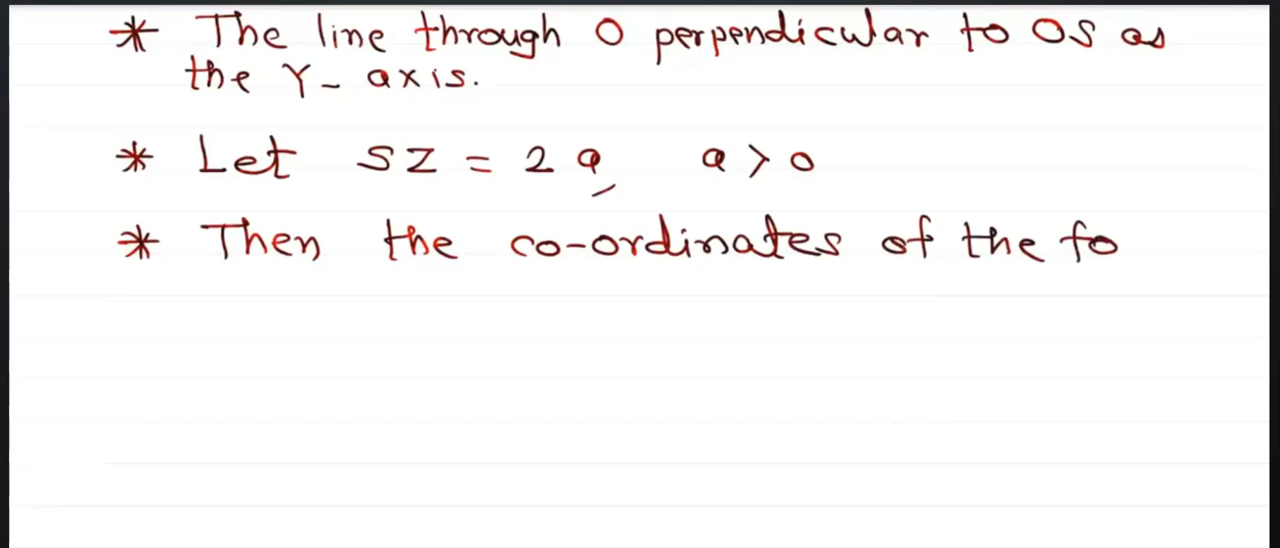 * The line through O perpendicular to OS as
the Y- axis.
* Let SZ = 2a a > 0
* Then the co-ordinates of the fo